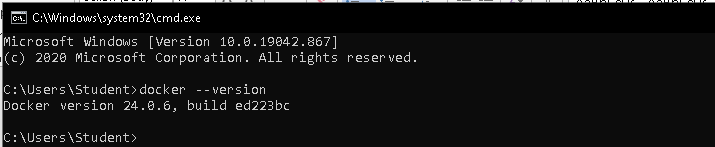 C:\Windows\system32\cmd.exe
Microsoft Windows [Version 10.0.19042.867]
(c) 2020 Microsoft Corporation. All rights reserved.
C:\Users\Student>docker --version
Docker version 24.0.6, build ed223bc
C:\Users\Student>